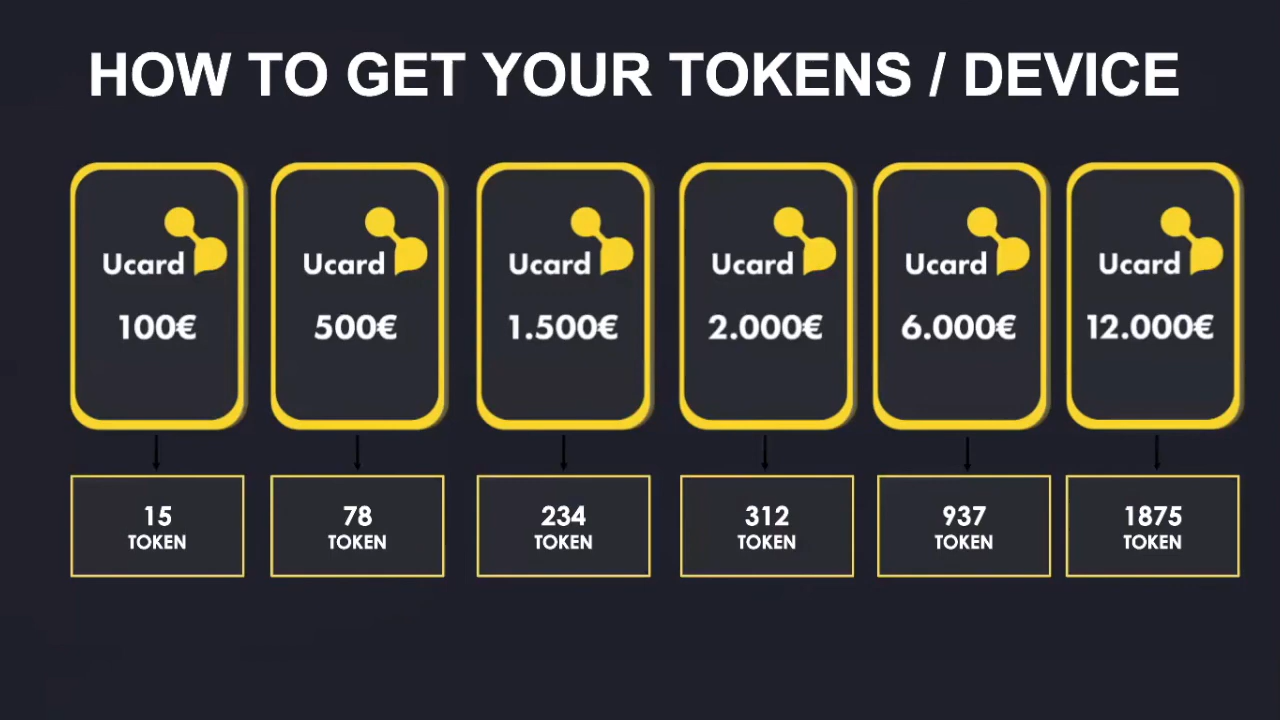 HOW TO GET YOUR TOKENS / DEVICE
Ucard
100€
Ucard
500€
Ucard
1.500€
Ucard
2.000€
Ucard
6.000€
Ucard
12.000€
15
TOKEN
78
TOKEN
234
TOKEN
312
TOKEN
937
TOKEN
1875
TOKEN